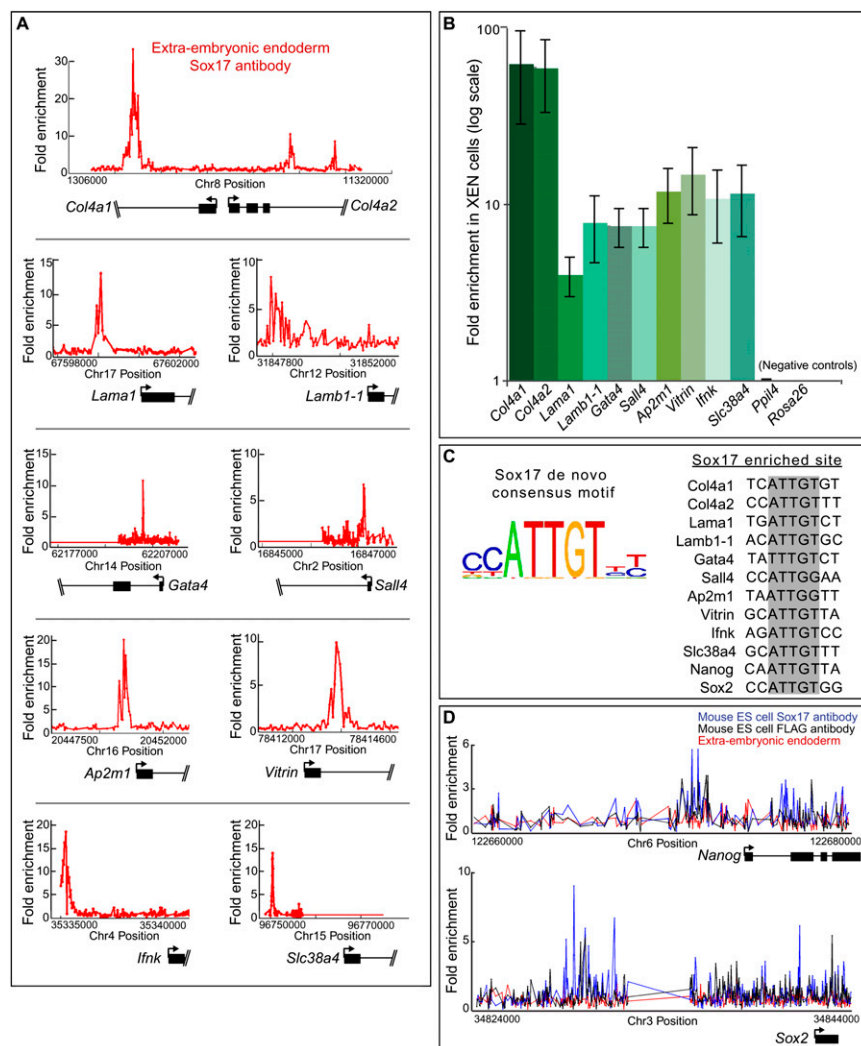 A
Extra-embryonic endoderm
Sox17 antibody
Fold enrichment
30
20
10
0
1306000
11320000
Chr8 Position
Col4a1
Col4a2
Fold enrichment
15
10
5
0
67598000
67602000
Chr17 Position
Lama1
Fold enrichment
10
5
0
31847800
31852000
Chr12 Position
Lamb1-1
Fold enrichment
15
10
5
0
62177000
62207000
Chr14 Position
Gata4
Fold enrichment
10
5
0
16845000
16847000
Chr2 Position
Sall4
Fold enrichment
20
15
10
5
0
20447500
20452000
Chr16 Position
Ap2m1
Fold enrichment
10
5
0
78412000
78414600
Chr17 Position
Vitrin
Fold enrichment
20
15
10
5
0
35335000
35340000
Chr4 Position
Ifnk
Fold enrichment
20
15
10
5
0
96750000
96770000
Chr15 Position
Slc38a4
B
Fold enrichment in XEN cells (log scale)
100
10
1
(Negative controls)
Col4a1
Col4a2
Lama1
Lamb1-1
Gata4
Sall4
Ap2m1
Vitrin
Ifnk
Slc38a4
Ppil4
Rosa26
C
Sox17 de novo
consensus motif
CCATTGT
Sox17 enriched site
Col4a1 TCATTGTGT
Col4a2 CCATTGTTT
Lama1 TGATTGTCT
Lamb1-1 ACATTGTGC
Gata4 TATTTGTCT
Sall4 CCATTGGAA
Ap2m1 TAATTGGTT
Vitrin GCATTGTTA
Ifnk AGATTGTCC
Slc38a4 GCATTGTTT
Nanog CAATTGTTA
Sox2 CCATTGTGG
D
Mouse ES cell Sox17 antibody
Mouse ES cell FLAG antibody
Extra-embryonic endoderm
Fold enrichment
6
3
0
122660000
122680000
Chr6 Position
Nanog
Fold enrichment
10
5
0
34824000
34844000
Chr3 Position
Sox2